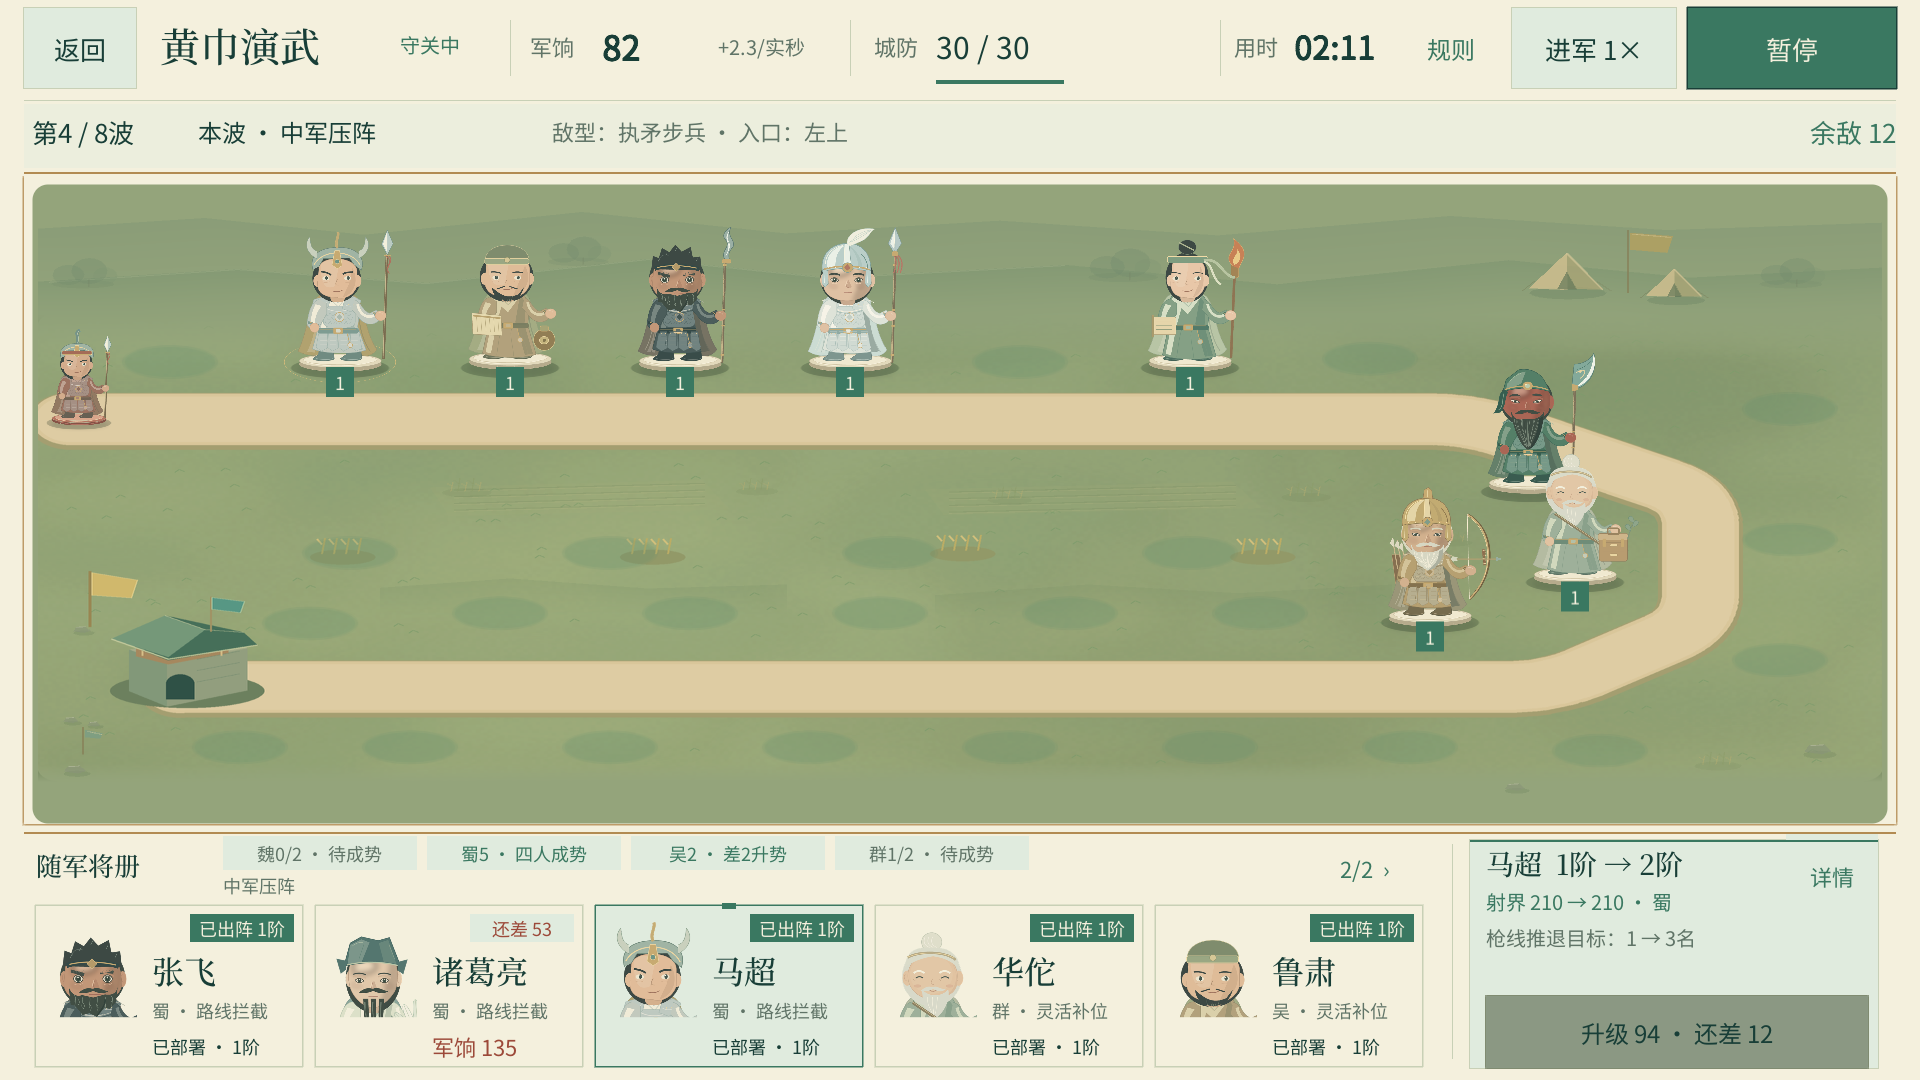 返回
黄巾演武
守关中
军饷 82
+2.3/实秒
城防 30 / 30
用时 02:11
规则
进军 1×
暂停
第4 / 8波
本波 · 中军压阵
敌型：执矛步兵 · 入口：左上
余敌 12
1
1
1
1
1
1
1
随军将册
魏0/2 · 待成势
蜀5 · 四人成势
吴2 · 差2升势
群1/2 · 待成势
中军压阵
2/2 ›
已出阵 1阶
张飞
蜀 · 路线拦截
已部署 · 1阶
还差 53
诸葛亮
蜀 · 路线拦截
军饷 135
已出阵 1阶
马超
蜀 · 路线拦截
已部署 · 1阶
华佗
群 · 灵活补位
已部署 · 1阶
已出阵 1阶
鲁肃
吴 · 灵活补位
已部署 · 1阶
已出阵 1阶
马超 1阶 → 2阶
详情
射界 210 → 210 · 蜀
枪线推退目标：1 → 3名
升级 94 · 还差 12